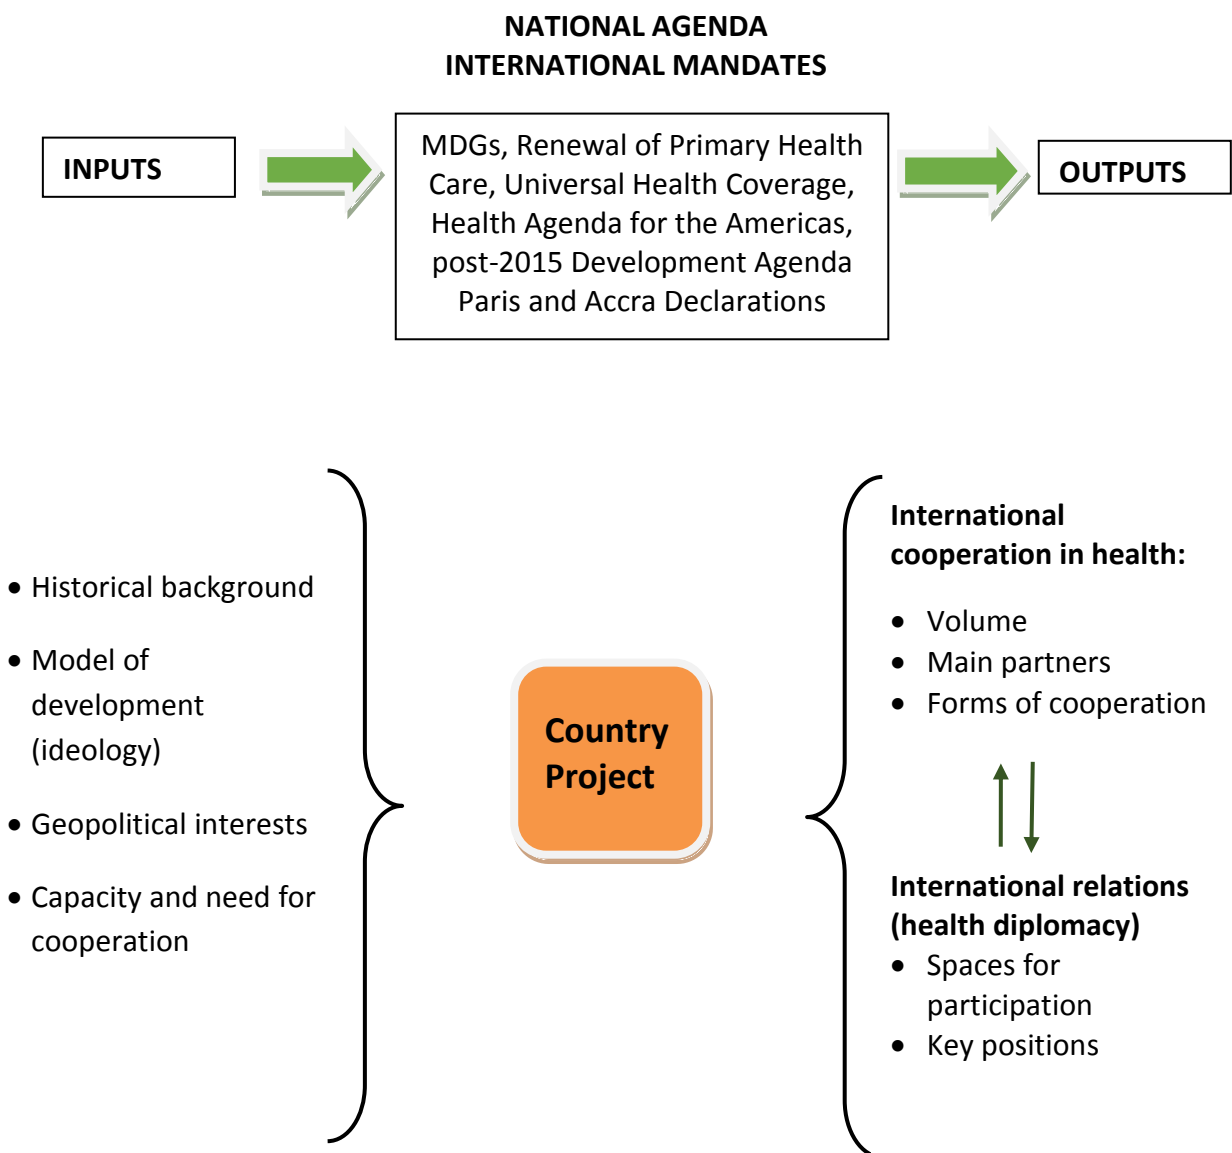 NATIONAL AGENDA
INTERNATIONAL MANDATES
INPUTS
MDGs, Renewal of Primary Health
Care, Universal Health Coverage,
Health Agenda for the Americas,
post-2015 Development Agenda
Paris and Accra Declarations
OUTPUTS
• Historical background
• Model of
development
(ideology)
• Geopolitical interests
• Capacity and need for
cooperation
Country
Project
International
cooperation in health:
• Volume
• Main partners
• Forms of cooperation
International relations
(health diplomacy)
• Spaces for
participation
• Key positions